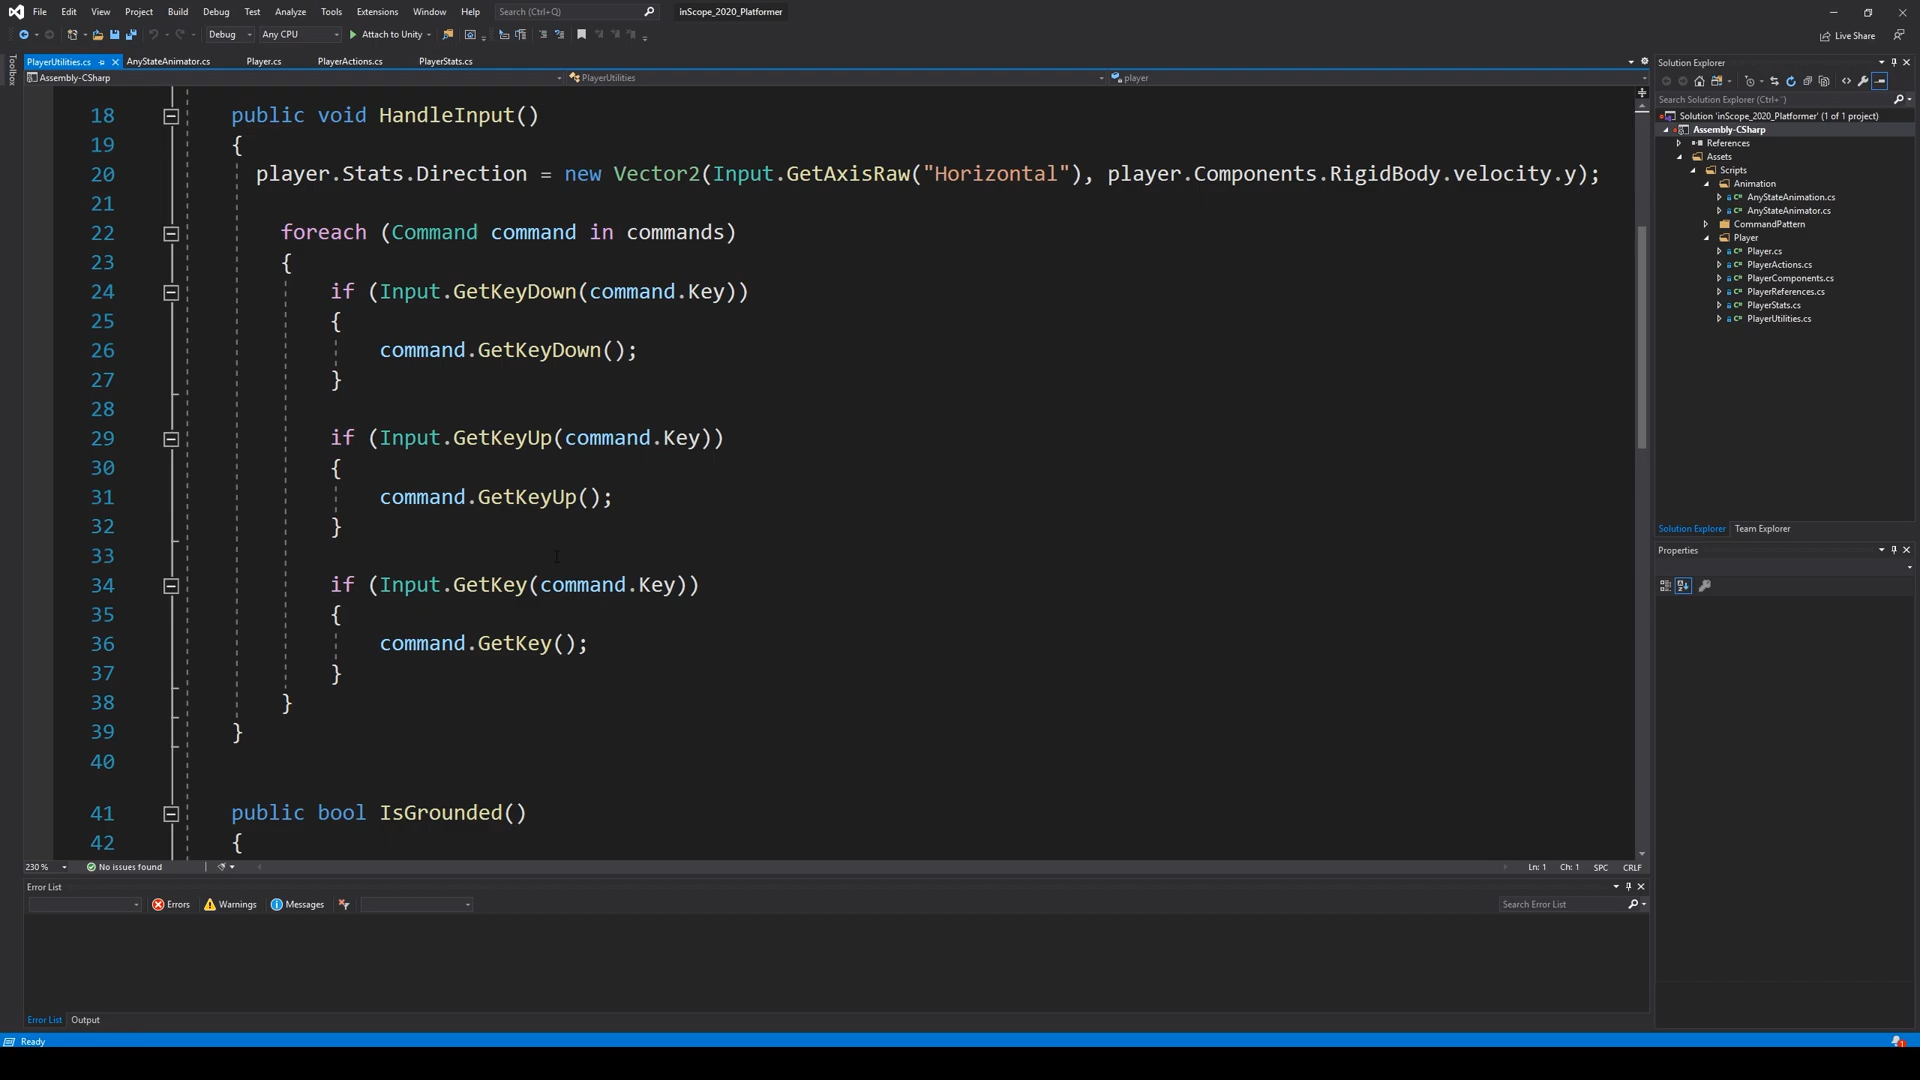 File Edit View Project Build Debug Test Analyze Tools Extensions Window Help Search (Ctrl+Q) inScope_2020_Platformer
Debug Any CPU Attach to Unity Live Share
Toolbox
PlayerUtilities.cs AnyStateAnimator.cs Player.cs PlayerActions.cs PlayerStats.cs
Assembly-CSharp PlayerUtilities player
18 public void HandleInput()
19 {
20 player.Stats.Direction = new Vector2(Input.GetAxisRaw("Horizontal"), player.Components.RigidBody.velocity.y);
21
22 foreach (Command command in commands)
23 {
24 if (Input.GetKeyDown(command.Key))
25 {
26 command.GetKeyDown();
27 }
28
29 if (Input.GetKeyUp(command.Key))
30 {
31 command.GetKeyUp();
32 }
33
34 if (Input.GetKey(command.Key))
35 {
36 command.GetKey();
37 }
38 }
39 }
40
41 public bool IsGrounded()
42 {
230 % No issues found Ln: 1 Ch: 1 SPC CRLF
Error List
Errors Warnings Messages Search Error List
Error List Output
Ready
Solution Explorer
Search Solution Explorer (Ctrl+¨)
Solution 'inScope_2020_Platformer' (1 of 1 project)
Assembly-CSharp
References
Assets
Scripts
Animation
AnyStateAnimation.cs
AnyStateAnimator.cs
CommandPattern
Player
Player.cs
PlayerActions.cs
PlayerComponents.cs
PlayerReferences.cs
PlayerStats.cs
PlayerUtilities.cs
Solution Explorer Team Explorer
Properties